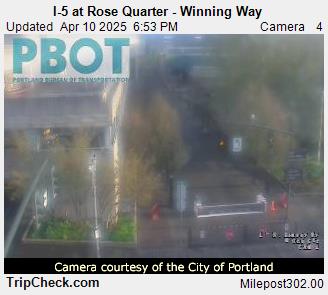 I-5 at Rose Quarter - Winning Way
Updated Apr 10 2025 6:53 PM Camera 4
PBOT
PORTLAND BUREAU OF TRANSPORTATION
Camera courtesy of the City of Portland
TripCheck.com Milepost302.00